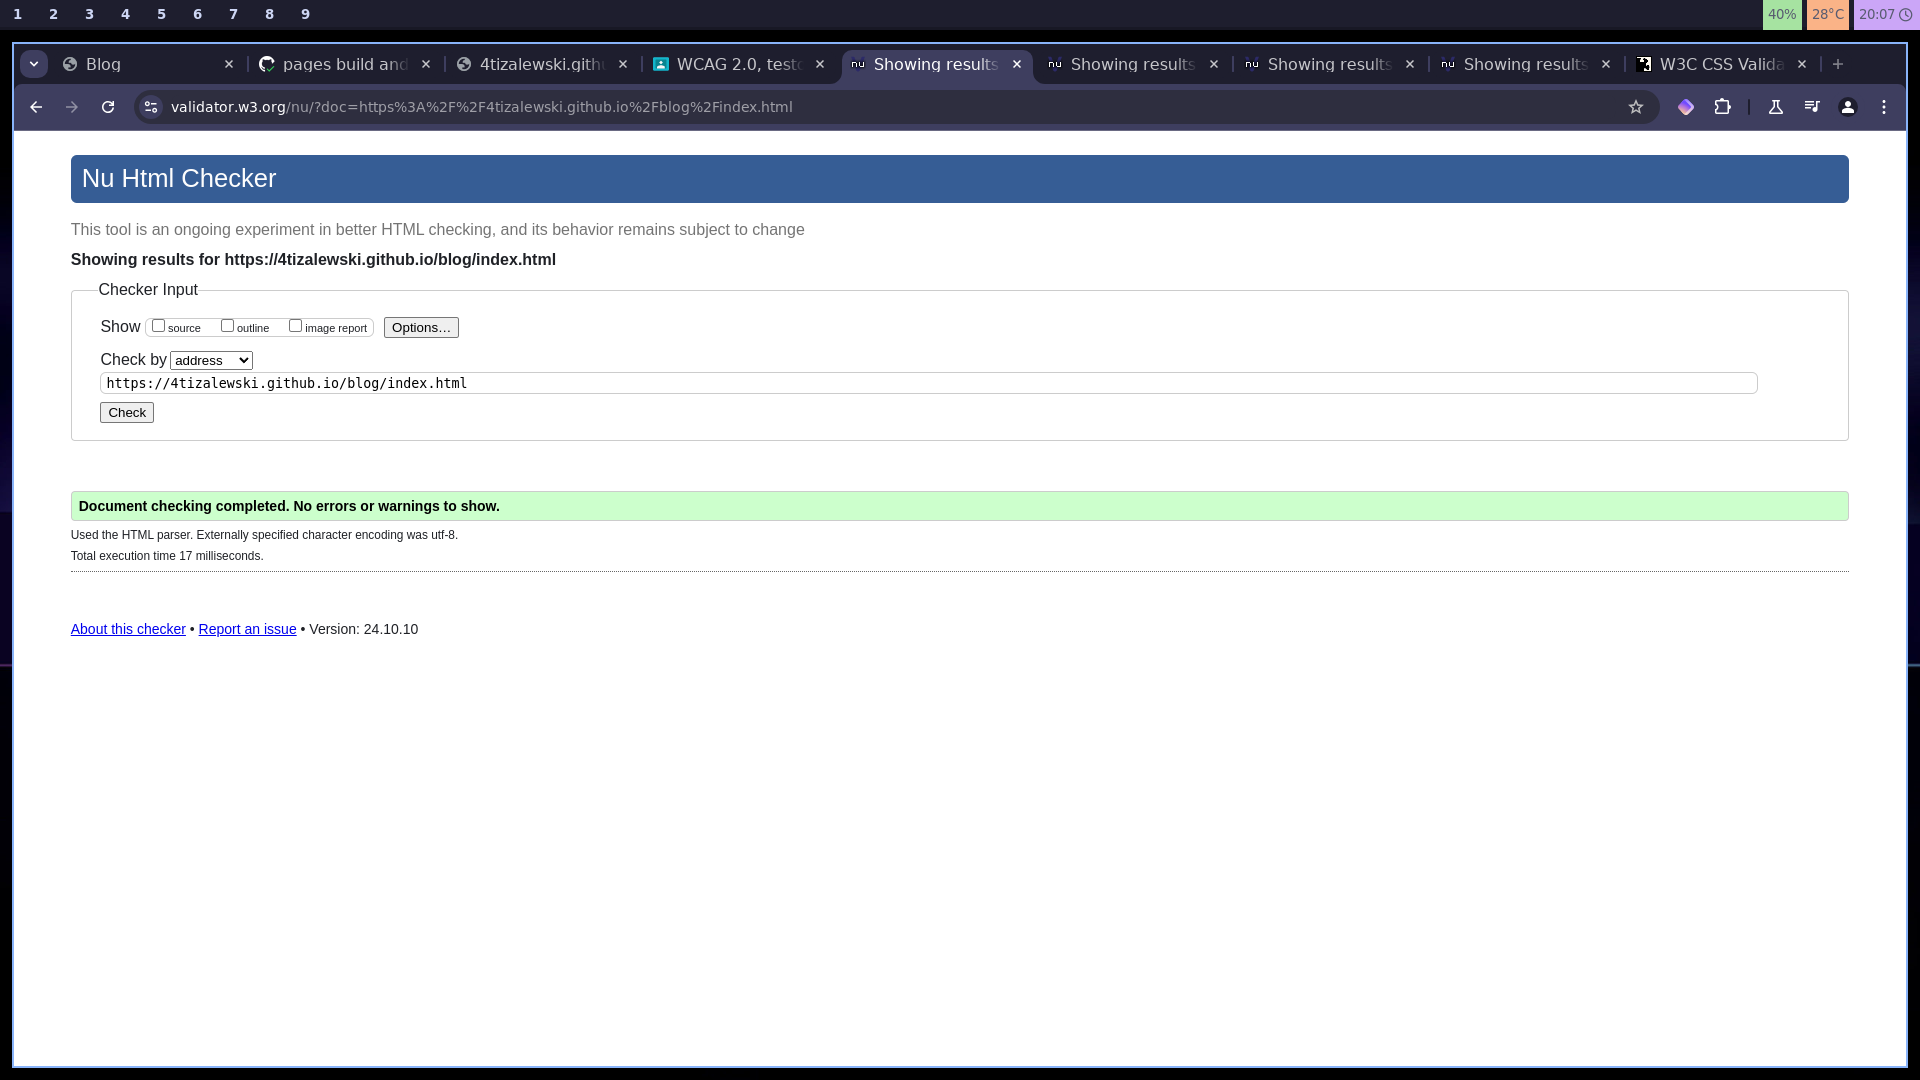 1 2 3 4 5 6 7 8 9 40% 28°C 20:07
Blog pages build and 4tizalewski.gith WCAG 2.0, test Showing results Showing results Showing results Showing results W3C CSS Valida
validator.w3.org/nu/?doc=https%3A%2F%2F4tizalewski.github.io%2Fblog%2Findex.html
Nu Html Checker
This tool is an ongoing experiment in better HTML checking, and its behavior remains subject to change
Showing results for https://4tizalewski.github.io/blog/index.html
Checker Input
Show source outline image report Options…
Check by address
https://4tizalewski.github.io/blog/index.html
Check
Document checking completed. No errors or warnings to show.
Used the HTML parser. Externally specified character encoding was utf-8.
Total execution time 17 milliseconds.
About this checker • Report an issue • Version: 24.10.10